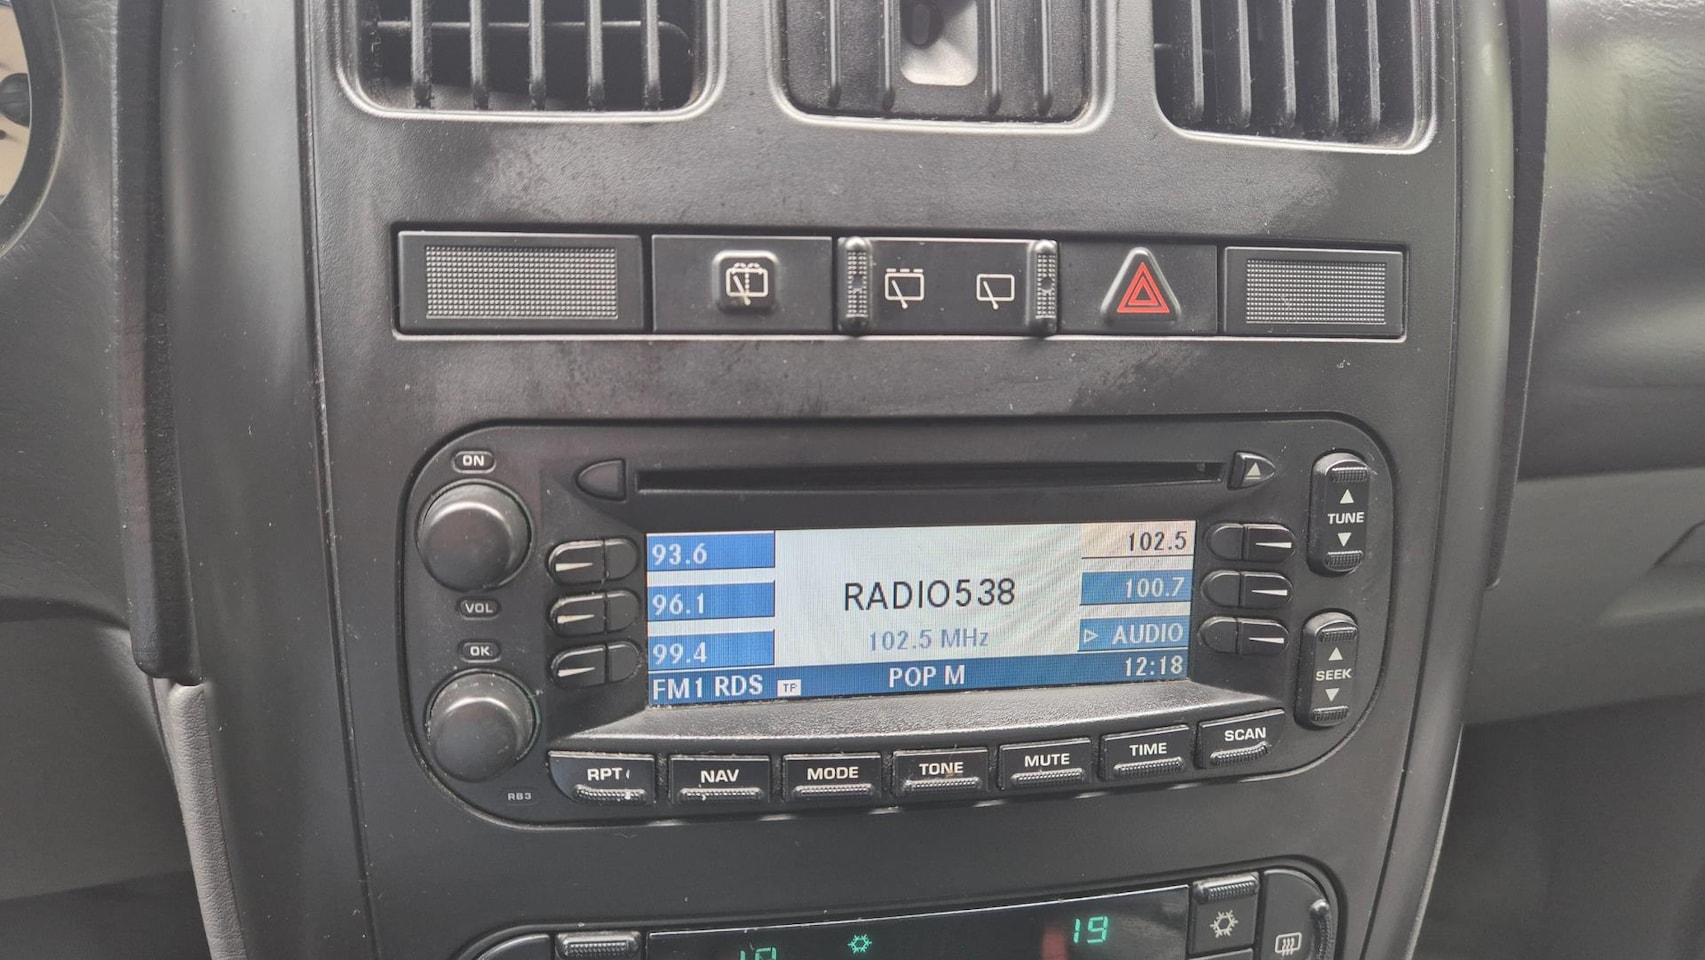 ON
VOL
OK
RB3
93.6
96.1
99.4
FM1 RDS TP
RADIO538
102.5 MHz
POP M
102.5
100.7
AUDIO
12:18
TUNE
SEEK
RPT
NAV
MODE
TONE
MUTE
TIME
SCAN
19